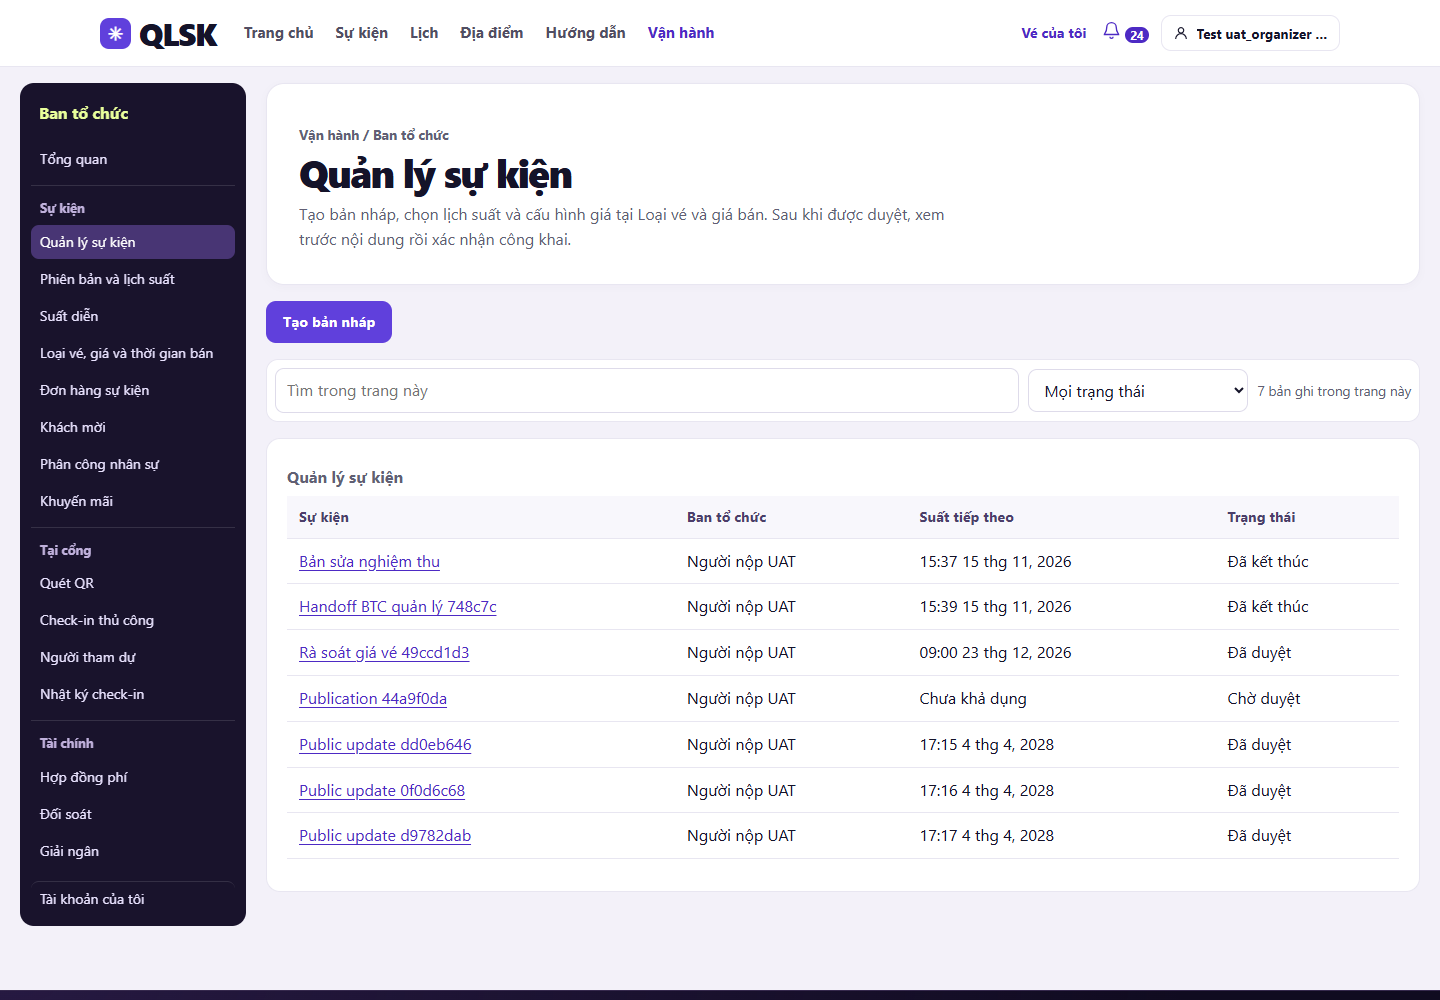 QLSK
Trang chủ
Sự kiện
Lịch
Địa điểm
Hướng dẫn
Vận hành
Vé của tôi
24
Test uat_organizer ...
Ban tổ chức
Tổng quan
Sự kiện
Quản lý sự kiện
Phiên bản và lịch suất
Suất diễn
Loại vé, giá và thời gian bán
Đơn hàng sự kiện
Khách mời
Phân công nhân sự
Khuyến mãi
Tại cổng
Quét QR
Check-in thủ công
Người tham dự
Nhật ký check-in
Tài chính
Hợp đồng phí
Đối soát
Giải ngân
Tài khoản của tôi
Vận hành / Ban tổ chức
Quản lý sự kiện
Tạo bản nháp, chọn lịch suất và cấu hình giá tại Loại vé và giá bán. Sau khi được duyệt, xem
trước nội dung rồi xác nhận công khai.
Tạo bản nháp
Tìm trong trang này
Mọi trạng thái
7 bản ghi trong trang này
Quản lý sự kiện
Sự kiện Ban tổ chức Suất tiếp theo Trạng thái
Bản sửa nghiệm thu Người nộp UAT 15:37 15 thg 11, 2026 Đã kết thúc
Handoff BTC quản lý 748c7c Người nộp UAT 15:39 15 thg 11, 2026 Đã kết thúc
Rà soát giá vé 49ccd1d3 Người nộp UAT 09:00 23 thg 12, 2026 Đã duyệt
Publication 44a9f0da Người nộp UAT Chưa khả dụng Chờ duyệt
Public update dd0eb646 Người nộp UAT 17:15 4 thg 4, 2028 Đã duyệt
Public update 0f0d6c68 Người nộp UAT 17:16 4 thg 4, 2028 Đã duyệt
Public update d9782dab Người nộp UAT 17:17 4 thg 4, 2028 Đã duyệt